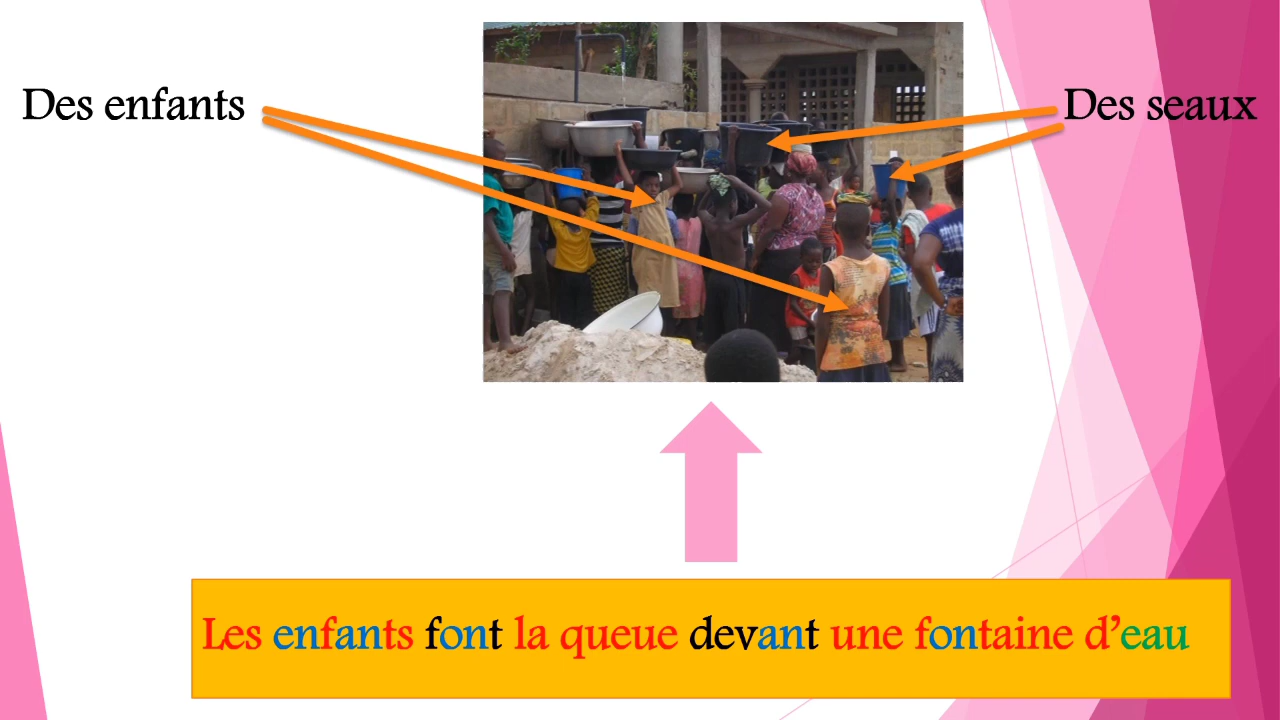 Des enfants
Des seaux
Les enfants font la queue devant une fontaine d’eau